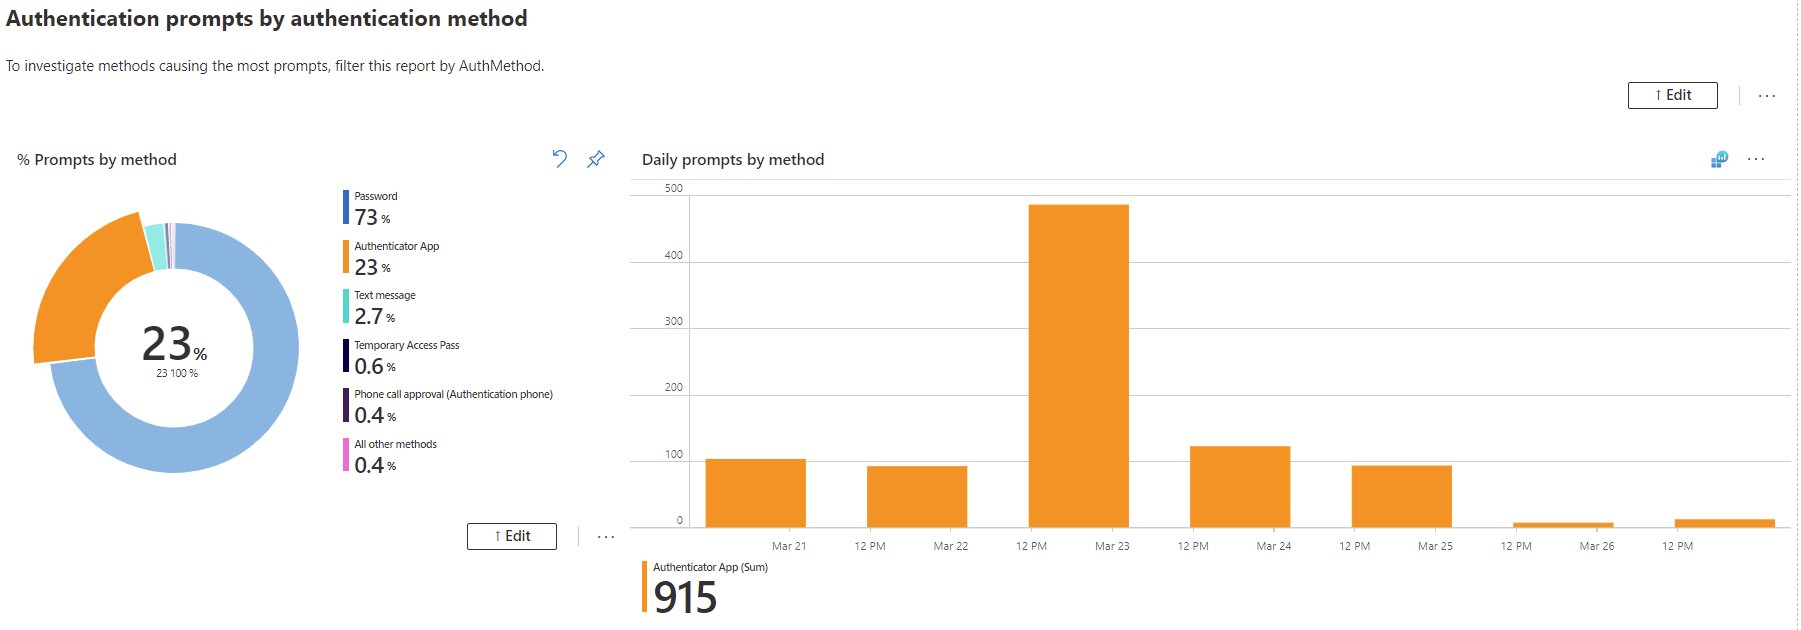 Authentication prompts by authentication method
To investigate methods causing the most prompts, filter this report by AuthMethod.
↑ Edit
···
% Prompts by method
Password
73 %
Authenticator App
23 %
Text message
2.7 %
Temporary Access Pass
0.6 %
Phone call approval (Authentication phone)
0.4 %
All other methods
0.4 %
23%
23 100 %
↑ Edit
···
Daily prompts by method
···
500
400
300
200
100
0
Mar 21 12 PM Mar 22 12 PM Mar 23 12 PM Mar 24 12 PM Mar 25 12 PM Mar 26 12 PM
Authenticator App (Sum)
915